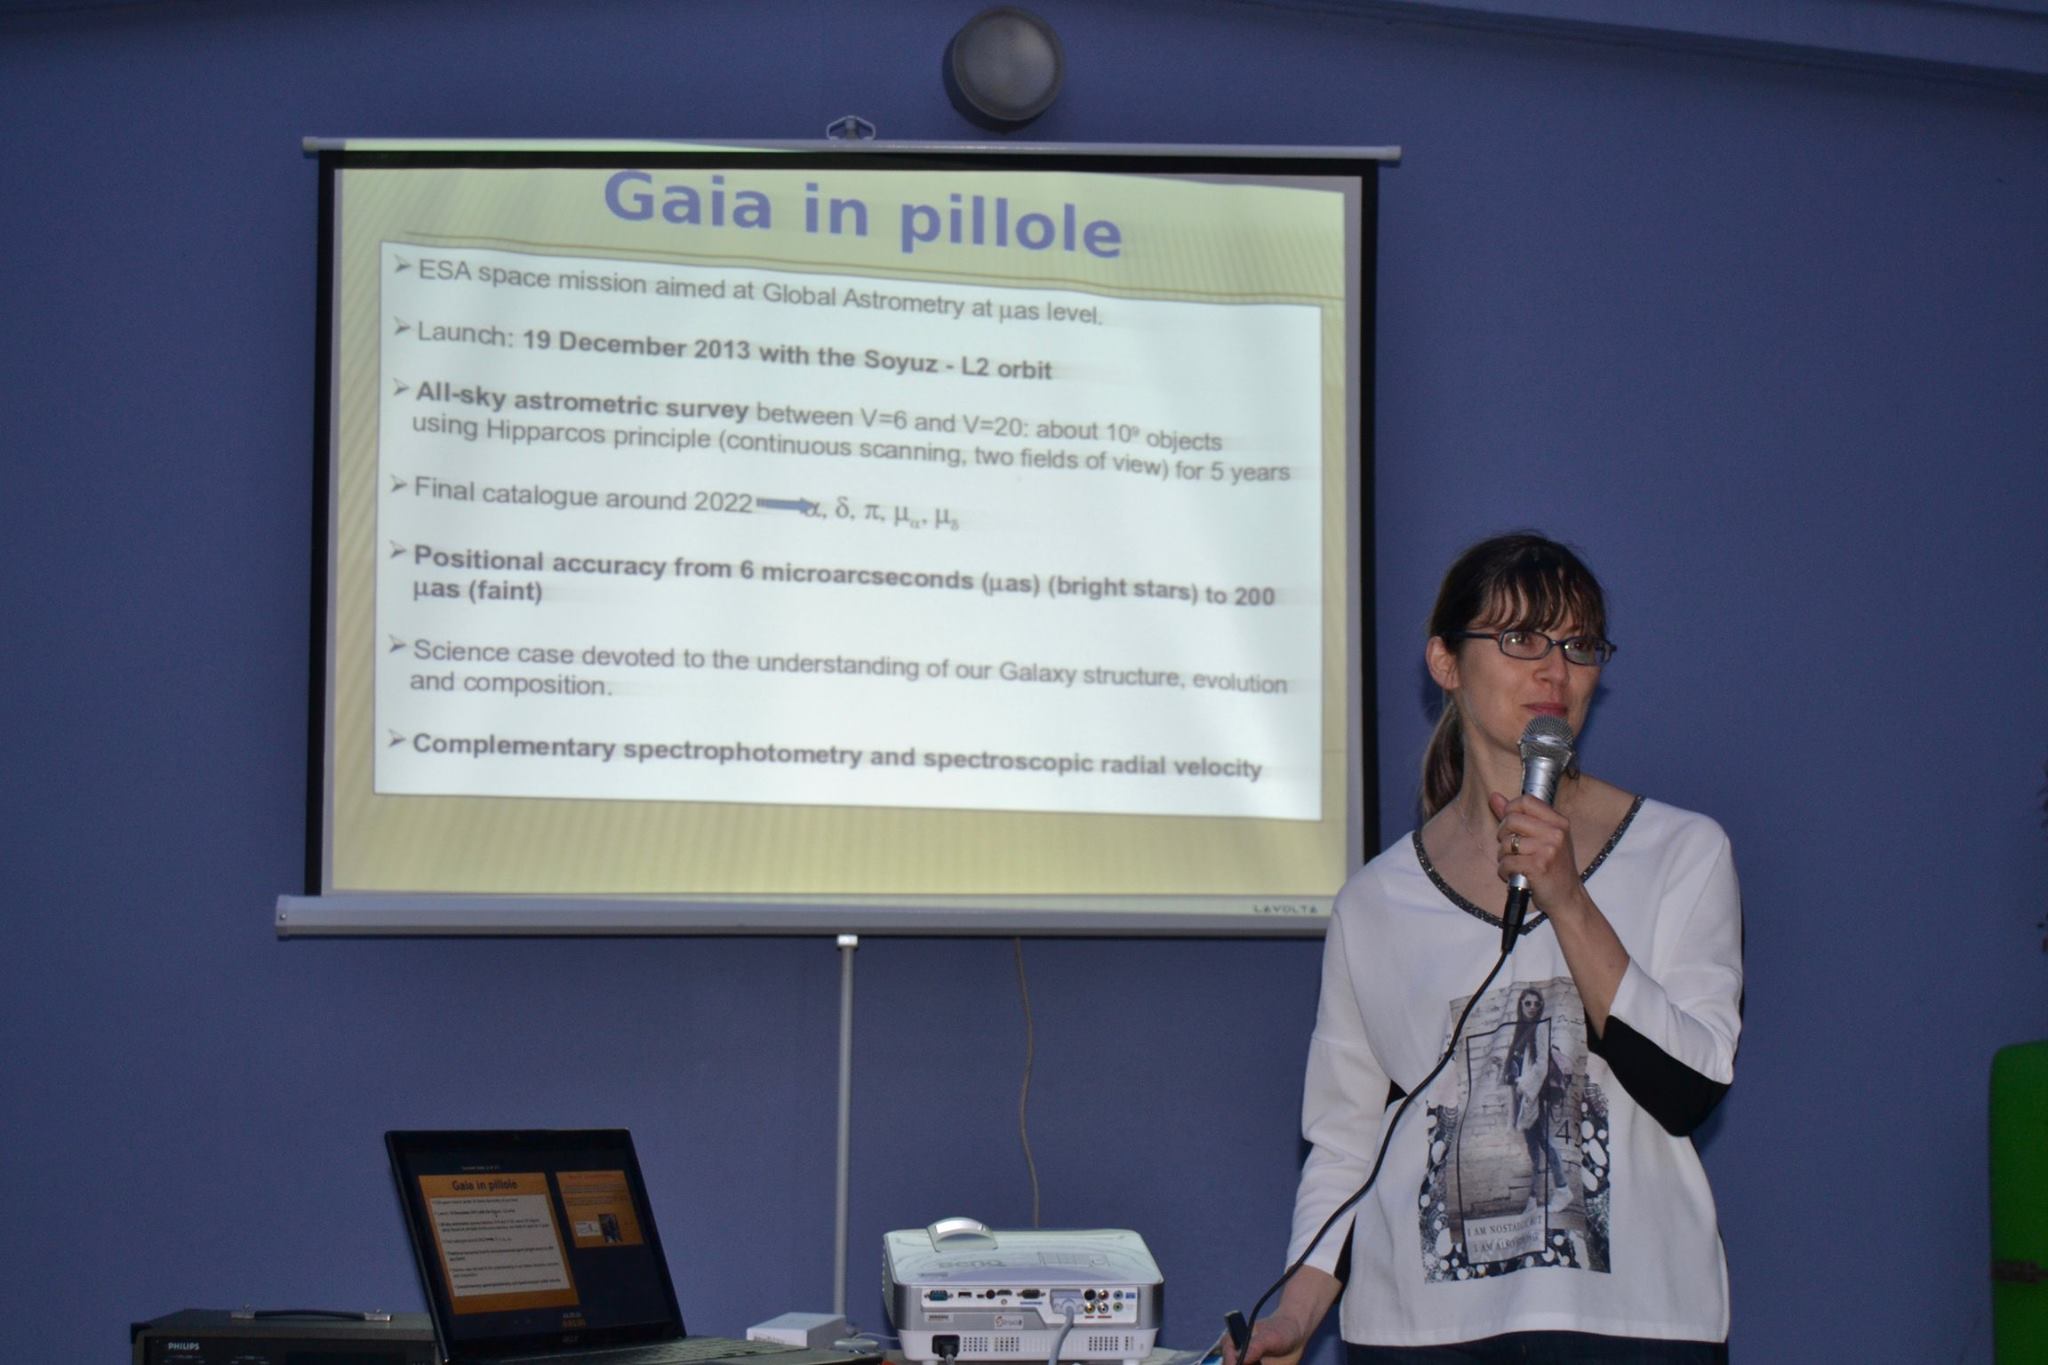 Gaia in pillole
➢ ESA space mission aimed at Global Astrometry at µas level.
➢ Launch: 19 December 2013 with the Soyuz - L2 orbit
➢ All-sky astrometric survey between V=6 and V=20: about 10⁹ objects
using Hipparcos principle (continuous scanning, two fields of view) for 5 years
➢ Final catalogue around 2022 α, δ, π, µα, µδ
➢ Positional accuracy from 6 microarcseconds (µas) (bright stars) to 200
µas (faint)
➢ Science case devoted to the understanding of our Galaxy structure, evolution
and composition.
➢ Complementary spectrophotometry and spectroscopic radial velocity
LAVOLTA
Gaia in pillole
PHILIPS
BenQ
acer
42
I AM
I AM